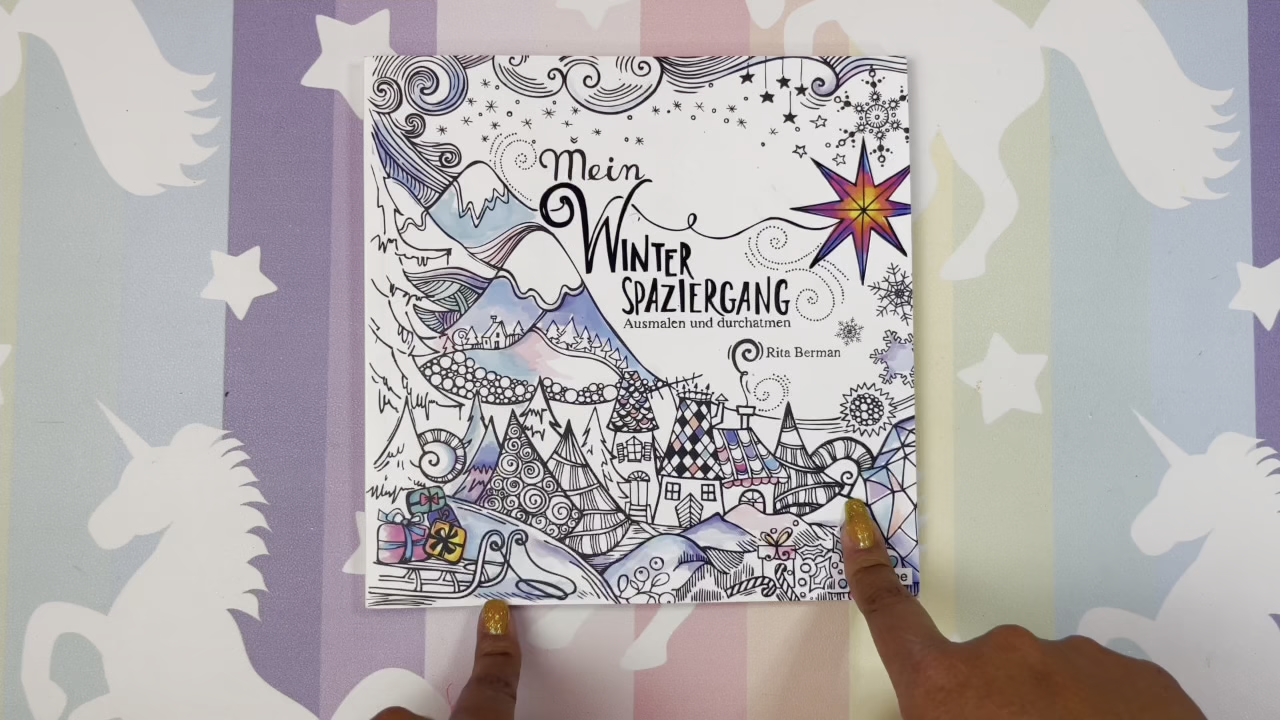 Mein
WINTER
SPAZIERGANG
Ausmalen und durchatmen
Rita Berman